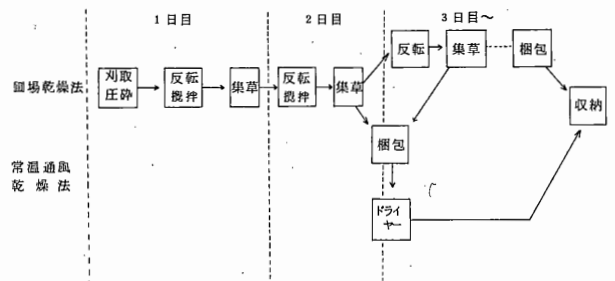 1日目
2日目
3日目～
圃場乾燥法
刈取
圧砕
反転
攪拌
集草
反転
攪拌
集草
反転
集草
梱包
収納
梱包
常温通風
乾燥法
ドライ
ヤー